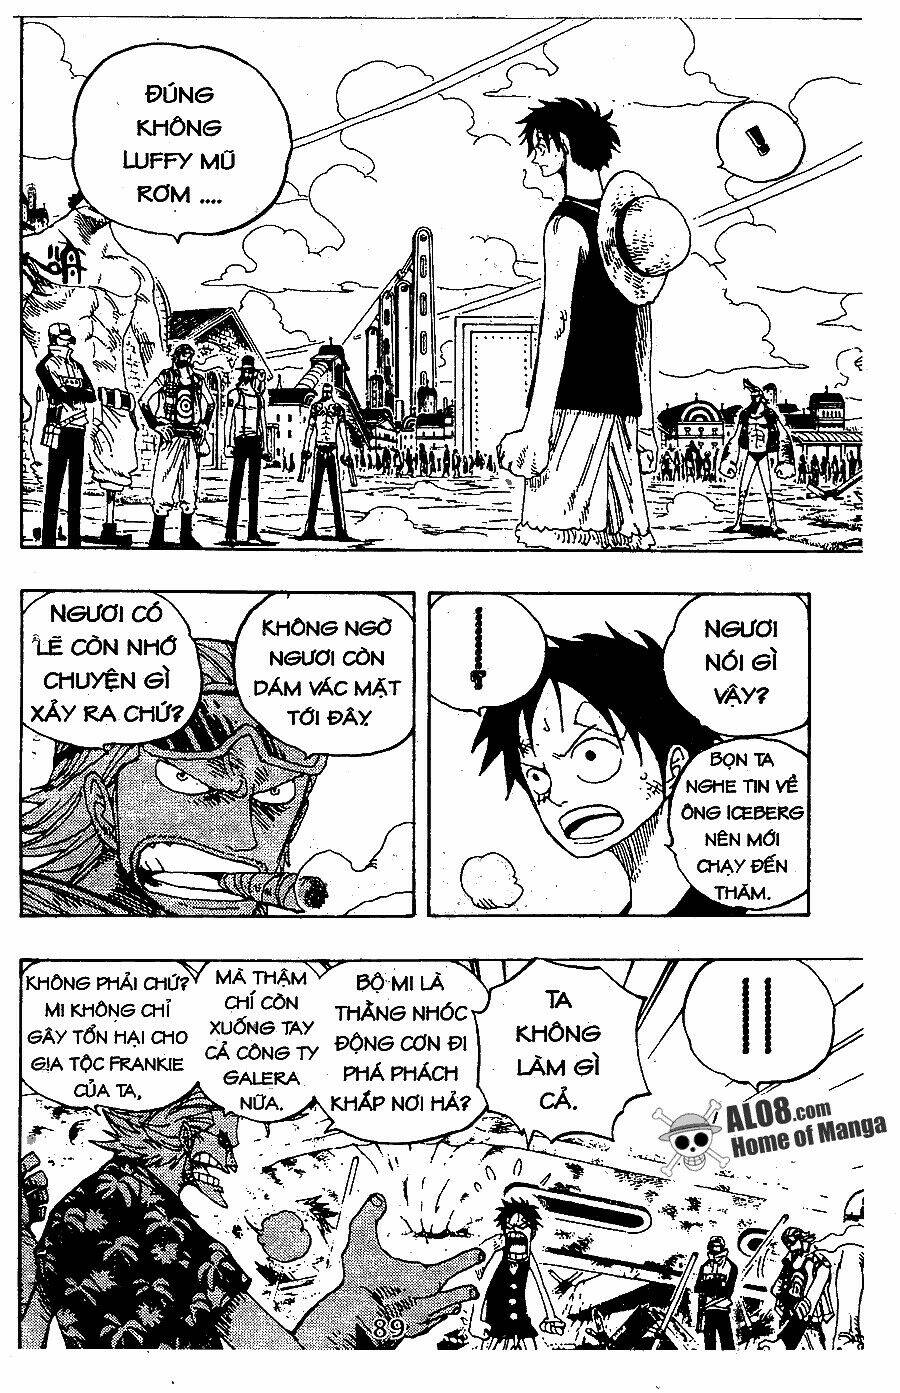 ĐÚNG
KHÔNG
LUFFY MŨ
RƠM ....
!
NGƯƠI
NÓI GÌ
VẬY?
BỌN TA
NGHE TIN VỀ
ÔNG ICEBERG
NÊN MỚI
CHẠY ĐẾN
THĂM.
KHÔNG NGỜ
NGƯƠI CÒN
DÁM VÁC MẶT
TỚI ĐÂY.
NGƯƠI CÓ
LẼ CÒN NHỚ
CHUYỆN GÌ
XẢY RA CHỨ?
TA
KHÔNG
LÀM GÌ
CẢ.
BỘ MI LÀ
THẰNG NHÓC
ĐỘNG CƠN ĐI
PHÁ PHÁCH
KHẮP NƠI HẢ?
MÀ THẬM
CHÍ CÒN
XUỐNG TAY
CẢ CÔNG TY
GALERA
NỮA.
KHÔNG PHẢI CHỨ?
MI KHÔNG CHỈ
GÂY TỔN HẠI CHO
GIA TỘC FRANKIE
CỦA TA,
AL08.com
Home of Manga
89